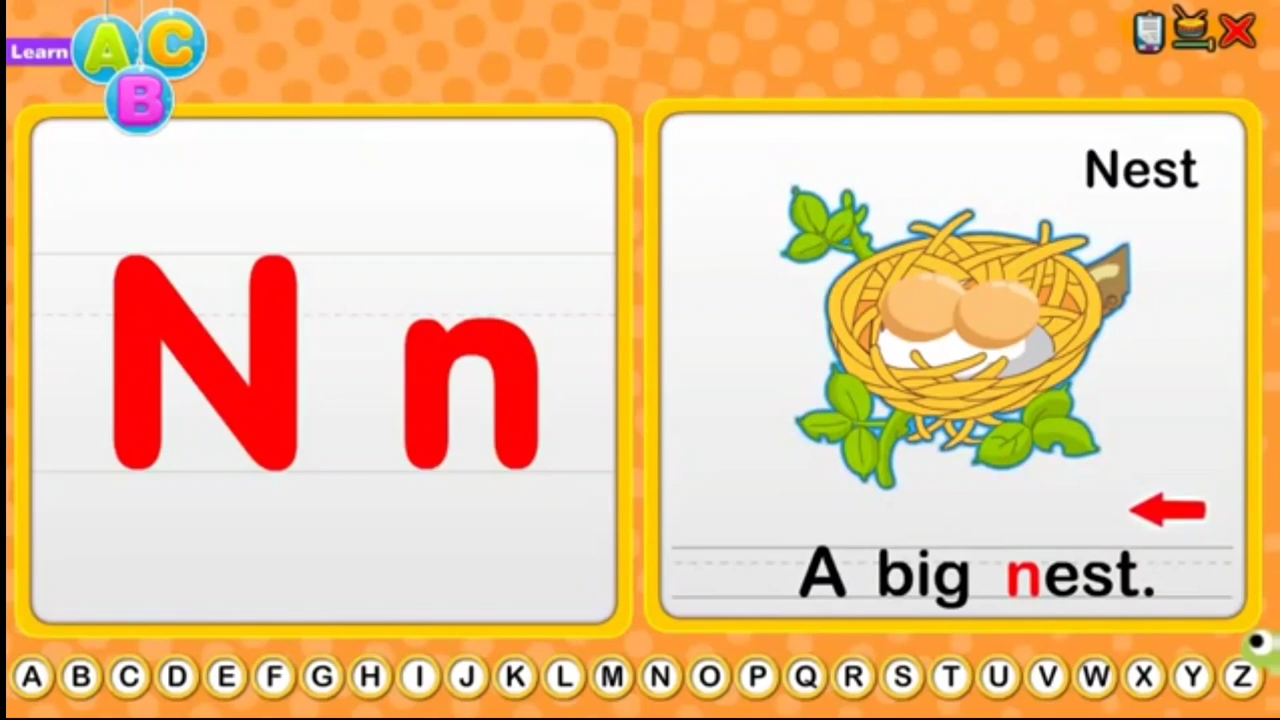 Learn A B C
N n
Nest
A big nest.
A B C D E F G H I J K L M N O P Q R S T U V W X Y Z